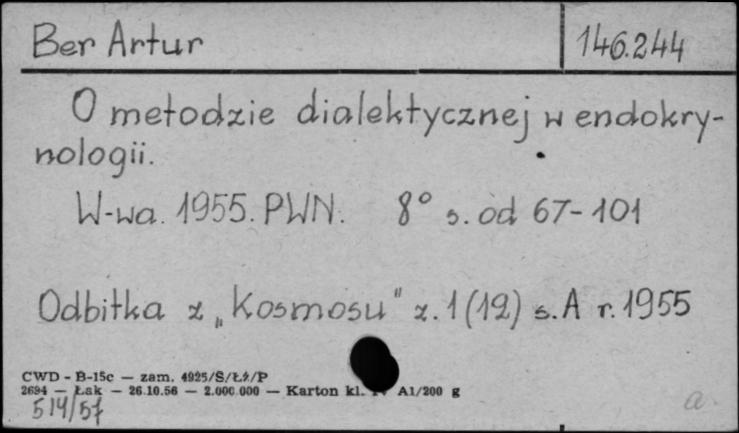 Ber Artur 146.244
O metodzie dialektycznej w endokry-
nologii.
W-wa. 1955. PWN. 8° s. od 67-101
Odbitka z „Kosmosu" z. 1 (12) s. A r. 1955
CWD - B-15c — zam. 4925/S/Łż/P
2694 — Łak — 26.10.56 — 2.000.000 — Karton kl. A1/200 g
514/57
a